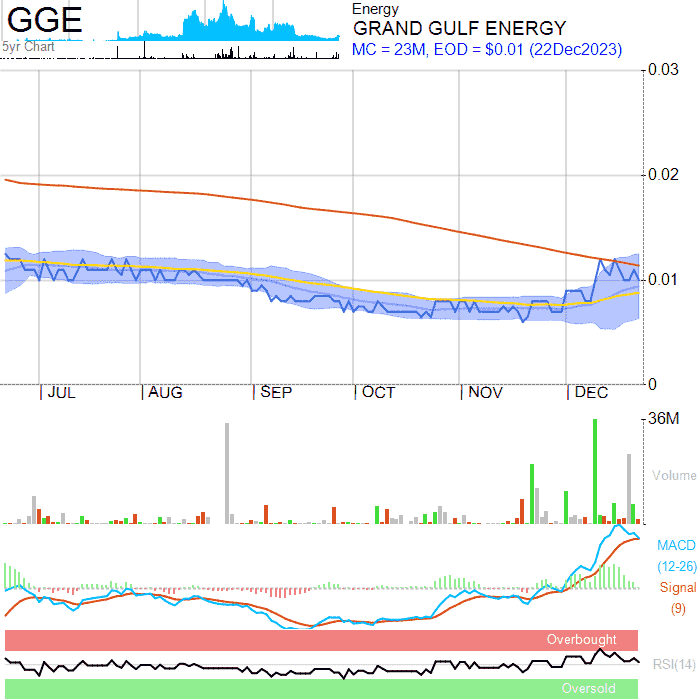 GGE
5yr Chart
Energy
GRAND GULF ENERGY
MC = 23M, EOD = $0.01 (22Dec2023)
0.03
0.02
0.01
0
JUL AUG SEP OCT NOV DEC
36M
Volume
MACD
(12-26)
Signal
(9)
Overbought
RSI(14)
Oversold